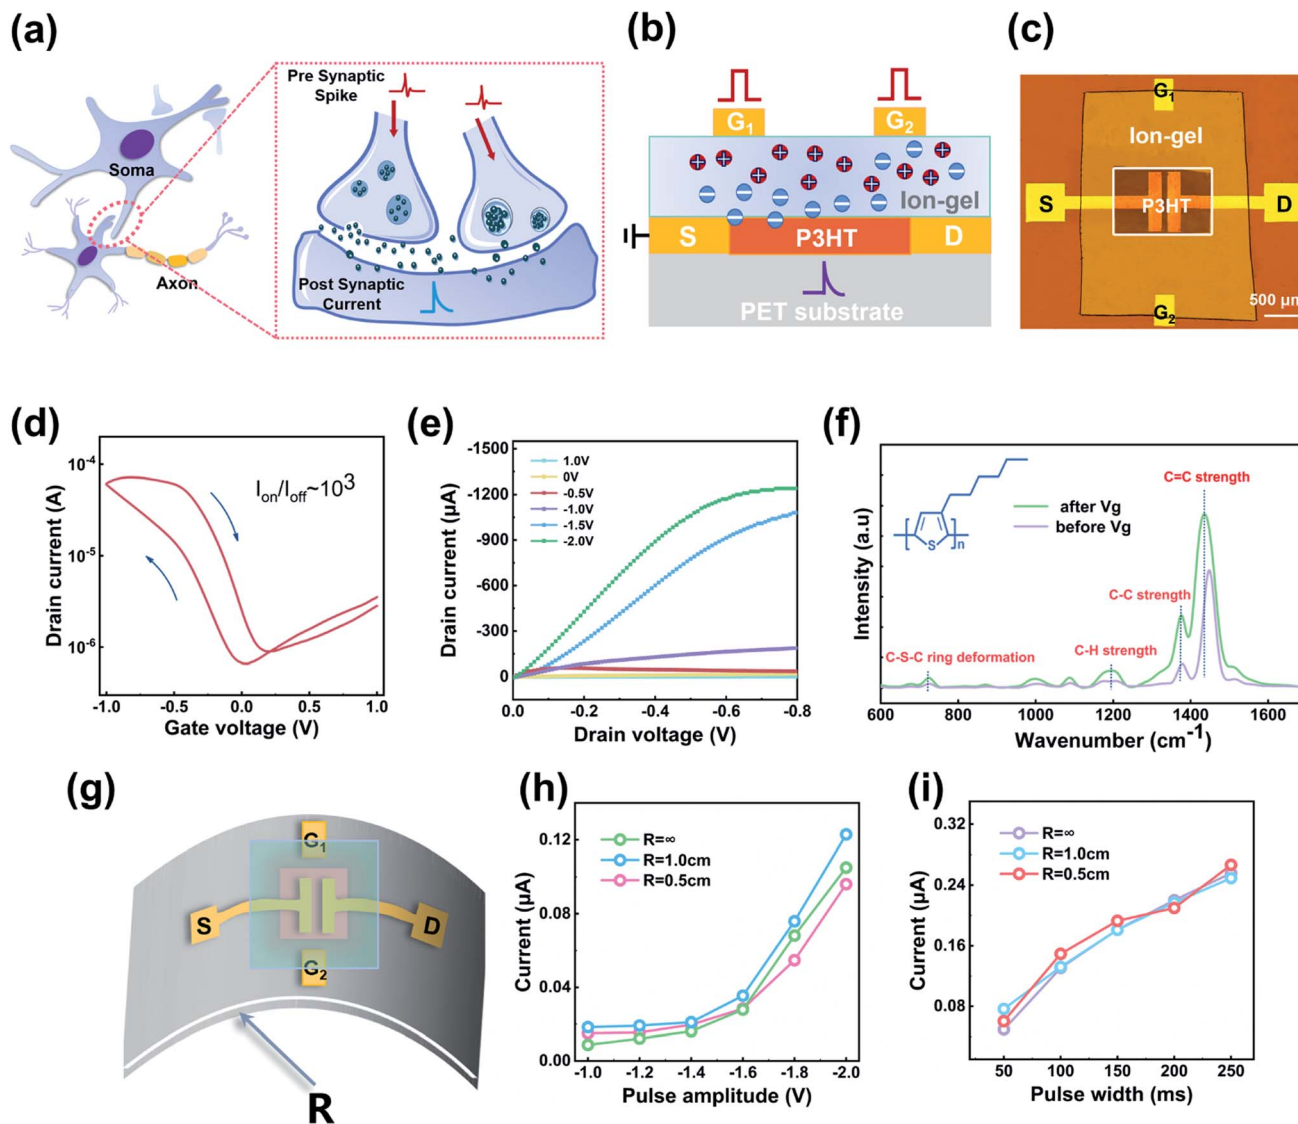 (a)
Pre Synaptic
Spike
Soma
Axon
Post Synaptic
Current
(b)
G1
G2
Ion-gel
S
P3HT
D
PET substrate
(c)
G1
Ion-gel
S
P3HT
D
G2
500 μm
(d)
Drain current (A)
10-4
10-5
10-6
Ion/Ioff~103
-1.0
-0.5
0.0
0.5
1.0
Gate voltage (V)
(e)
Drain current (μA)
-1500
-1200
-900
-600
-300
0
1.0V
0V
-0.5V
-1.0V
-1.5V
-2.0V
0.0
-0.2
-0.4
-0.6
-0.8
Drain voltage (V)
(f)
Intensity (a.u)
S
n
C=C strength
after Vg
before Vg
C-C strength
C-H strength
C-S-C ring deformation
600
800
1000
1200
1400
1600
Wavenumber (cm-1)
(g)
G1
S
D
G2
R
(h)
Current (μA)
0.12
0.08
0.04
0.00
R=∞
R=1.0cm
R=0.5cm
-1.0
-1.2
-1.4
-1.6
-1.8
-2.0
Pulse amplitude (V)
(i)
Current (μA)
0.32
0.24
0.16
0.08
R=∞
R=1.0cm
R=0.5cm
50
100
150
200
250
Pulse width (ms)